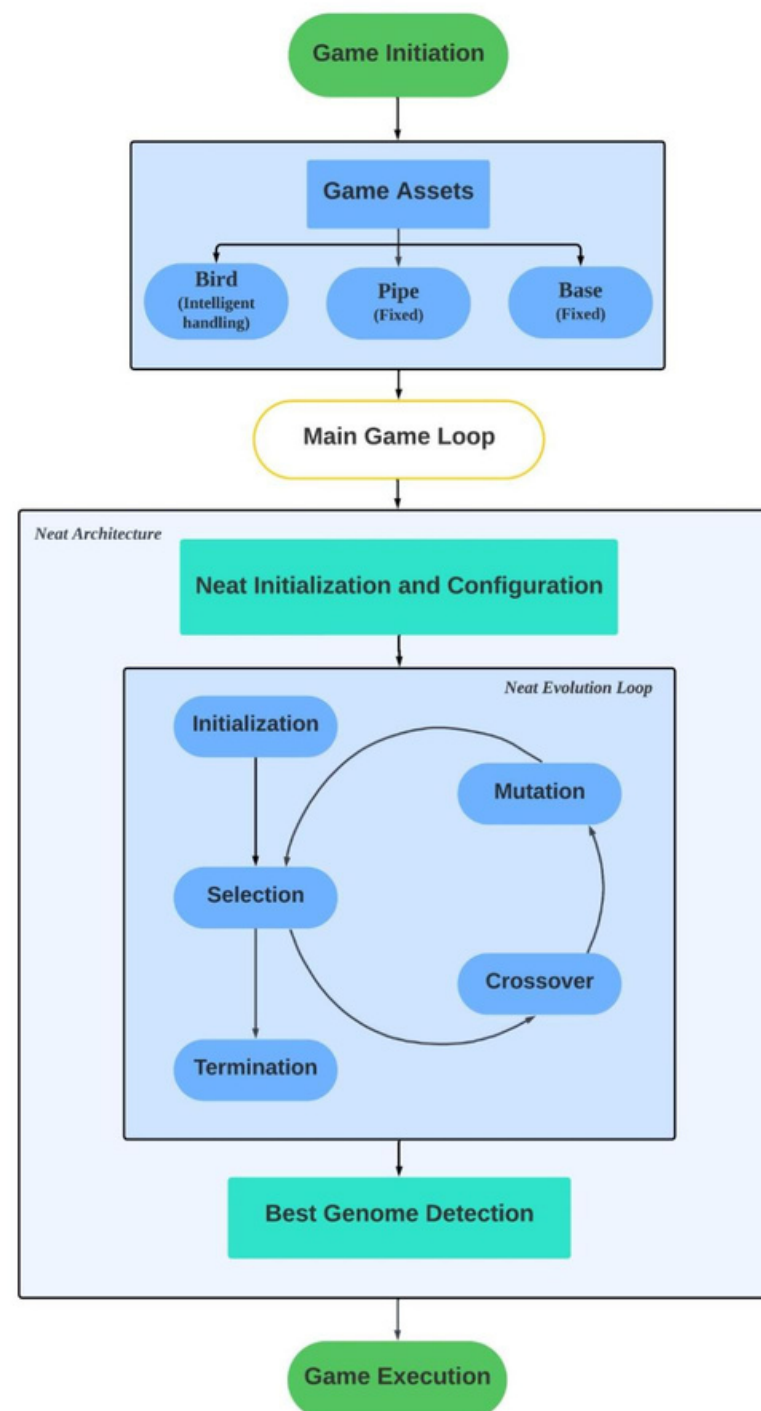 Game Initiation
Game Assets
Bird
(Intelligent
handling)
Pipe
(Fixed)
Base
(Fixed)
Main Game Loop
Neat Architecture
Neat Initialization and Configuration
Neat Evolution Loop
Initialization
Mutation
Selection
Crossover
Termination
Best Genome Detection
Game Execution